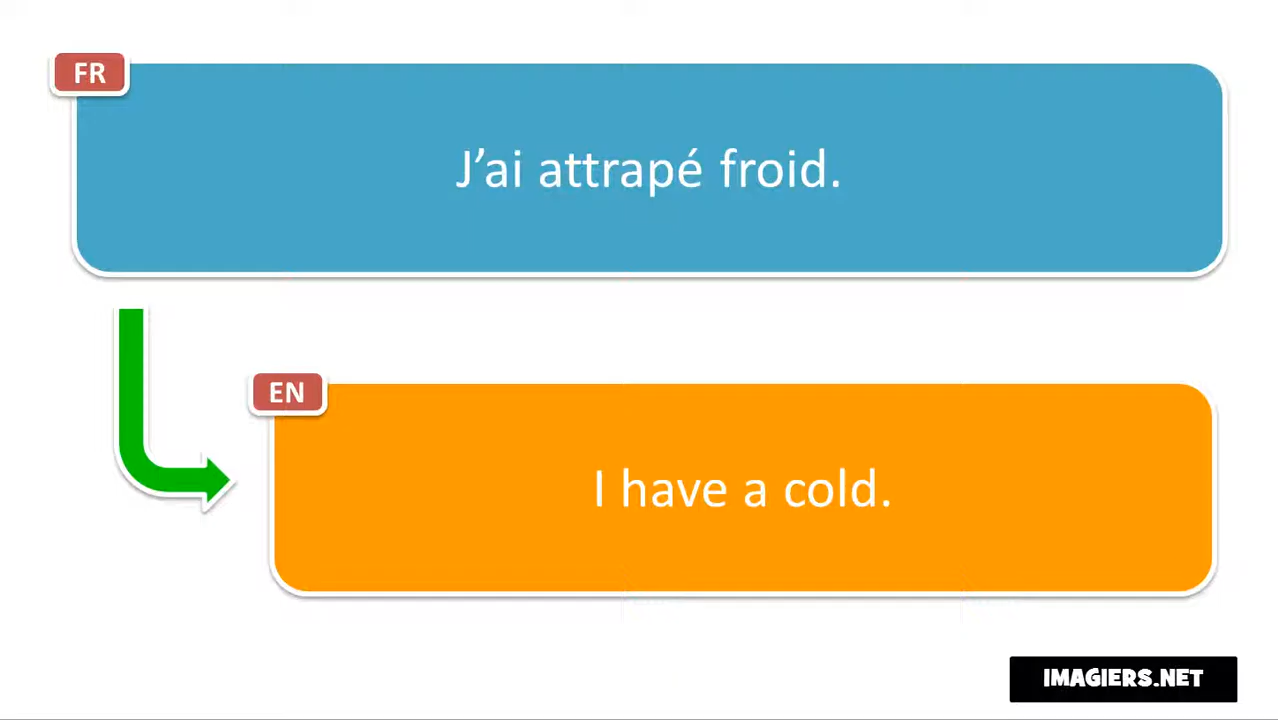 FR
J’ai attrapé froid.
EN
I have a cold.
IMAGIERS.NET